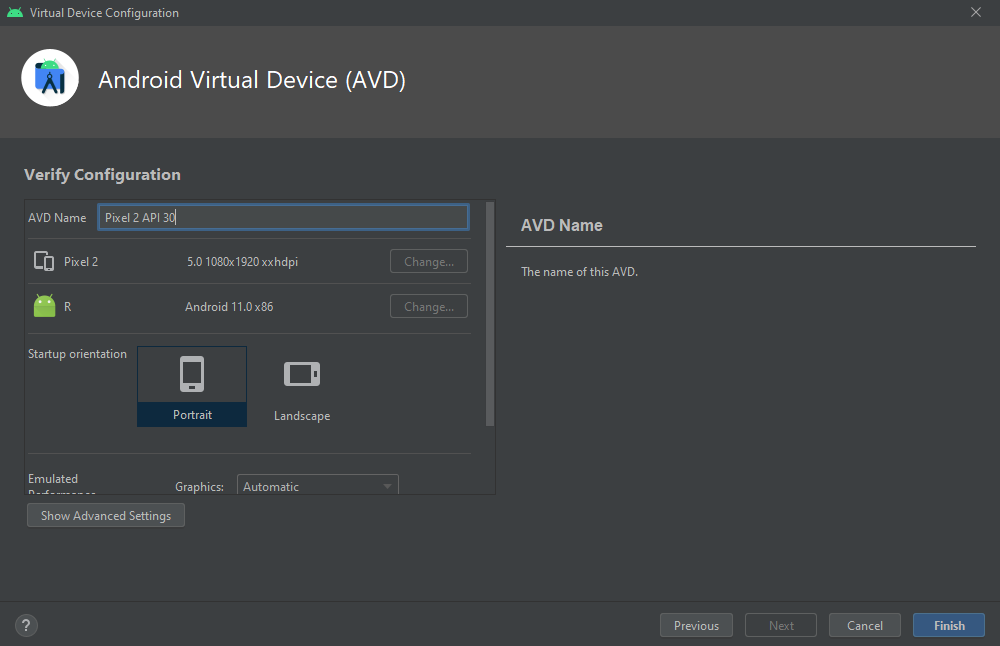 Virtual Device Configuration
Android Virtual Device (AVD)
Verify Configuration
AVD Name Pixel 2 API 30
Pixel 2 5.0 1080x1920 xxhdpi Change...
R Android 11.0 x86 Change...
Startup orientation
Portrait Landscape
Emulated
Performance
Graphics: Automatic
Show Advanced Settings
AVD Name
The name of this AVD.
? Previous Next Cancel Finish